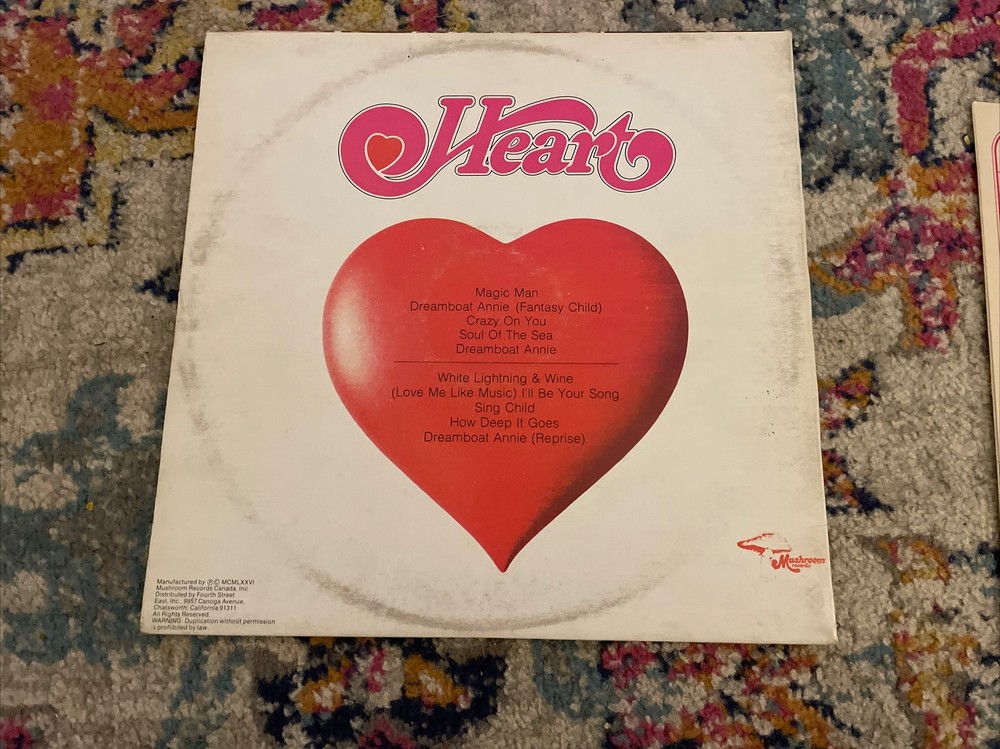 Heart
Magic Man
Dreamboat Annie (Fantasy Child)
Crazy On You
Soul Of The Sea
Dreamboat Annie
White Lightning & Wine
(Love Me Like Music) I'll Be Your Song
Sing Child
How Deep It Goes
Dreamboat Annie (Reprise)
Mushroom
records
Manufactured by ℗© MCMLXXVI
Mushroom Records Canada, Inc.
Distributed by Fourth Street
East, Inc., 9957 Canoga Avenue,
Chatsworth, California 91311
All Rights Reserved.
WARNING: Duplication without permission
is prohibited by law.